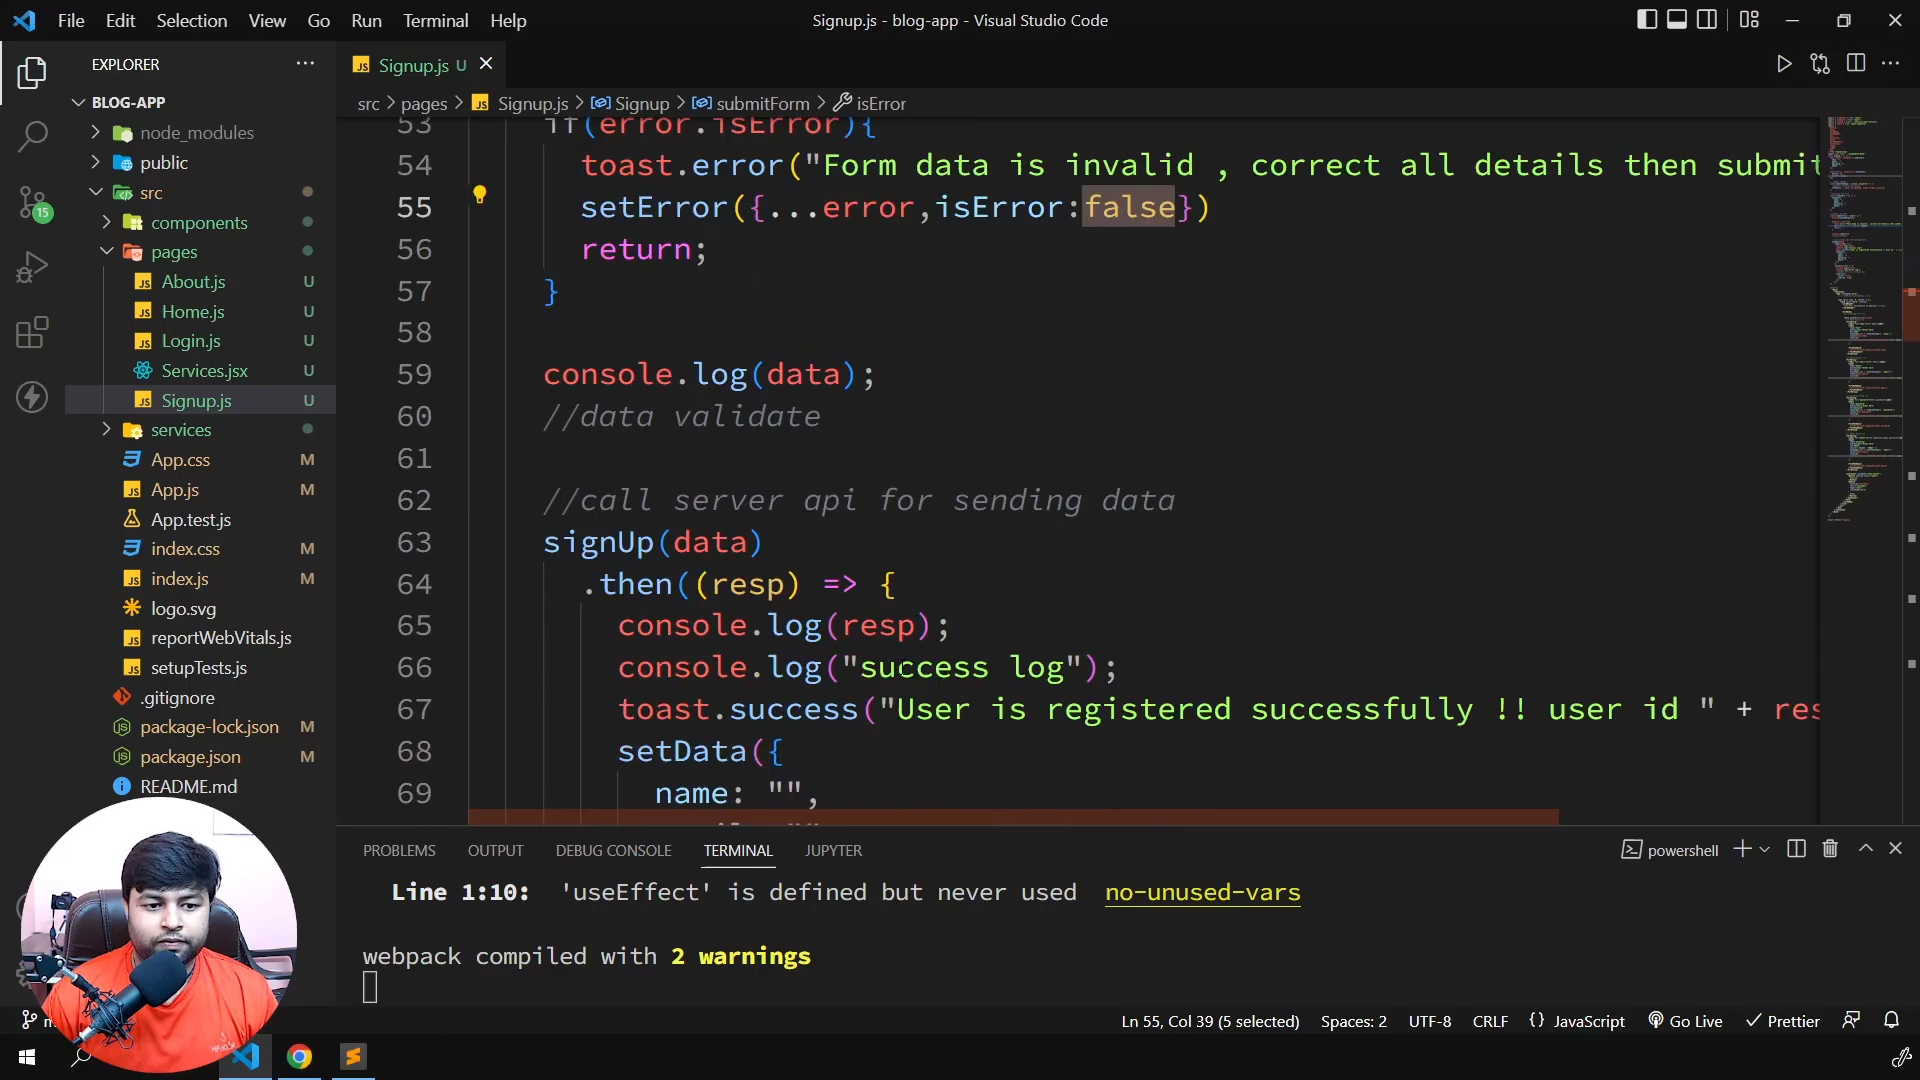 File Edit Selection View Go Run Terminal Help
Signup.js - blog-app - Visual Studio Code
EXPLORER
BLOG-APP
node_modules
public
src
components
pages
About.js U
Home.js U
Login.js U
Services.jsx U
Signup.js U
services
App.css M
App.js M
App.test.js
index.css M
index.js M
logo.svg
reportWebVitals.js
setupTests.js
.gitignore
package-lock.json M
package.json M
README.md
15
Signup.js U
src > pages > Signup.js > Signup > submitForm > isError
53 if(error.isError){
54 toast.error("Form data is invalid , correct all details then submit
55 setError({...error,isError:false})
56 return;
57 }
58
59 console.log(data);
60 //data validate
61
62 //call server api for sending data
63 signUp(data)
64 .then((resp) => {
65 console.log(resp);
66 console.log("success log");
67 toast.success("User is registered successfully !! user id " + res
68 setData({
69 name: "",
PROBLEMS OUTPUT DEBUG CONSOLE TERMINAL JUPYTER
powershell
Line 1:10: 'useEffect' is defined but never used no-unused-vars
webpack compiled with 2 warnings
Ln 55, Col 39 (5 selected) Spaces: 2 UTF-8 CRLF {} JavaScript Go Live Prettier